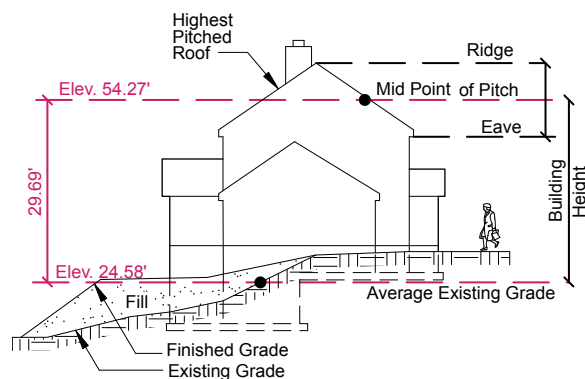 Highest
Pitched
Roof
Ridge
Elev. 54.27'
Mid Point of Pitch
Eave
29.69'
Building
Height
Elev. 24.58'
Average Existing Grade
Fill
Finished Grade
Existing Grade